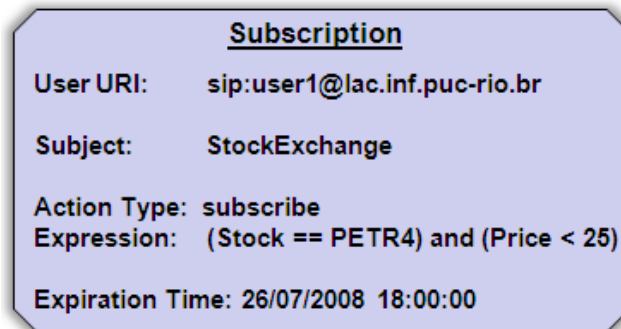 Subscription
User URI: sip:user1@lac.inf.puc-rio.br
Subject: StockExchange
Action Type: subscribe
Expression: (Stock == PETR4) and (Price < 25)
Expiration Time: 26/07/2008 18:00:00